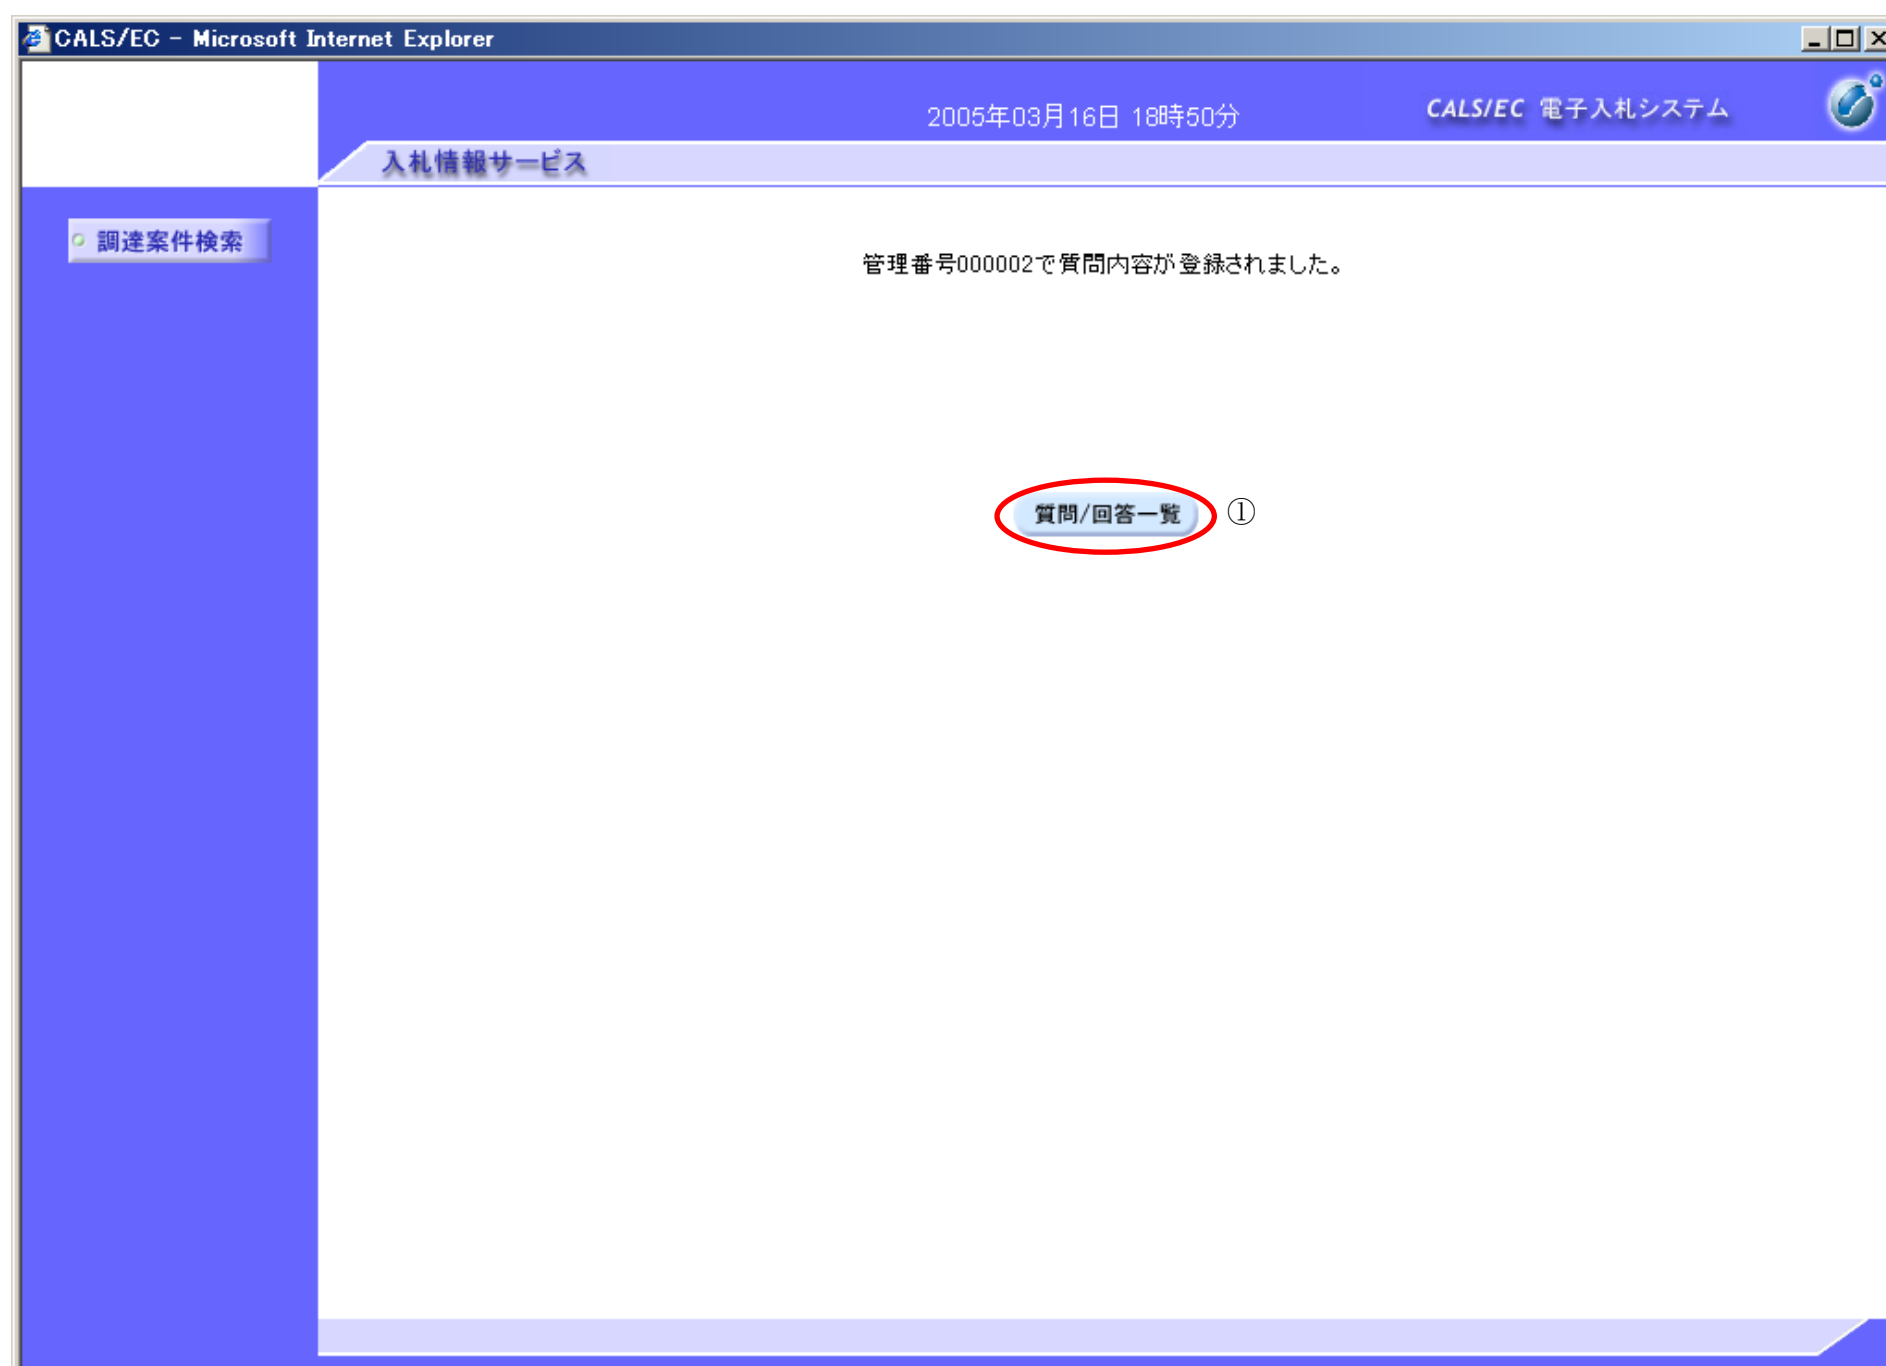 CALS/EC - Microsoft Internet Explorer
2005年03月16日 18時50分
CALS/EC 電子入札システム
入札情報サービス
調達案件検索
管理番号000002で質問内容が登録されました。
質問/回答一覧 ①